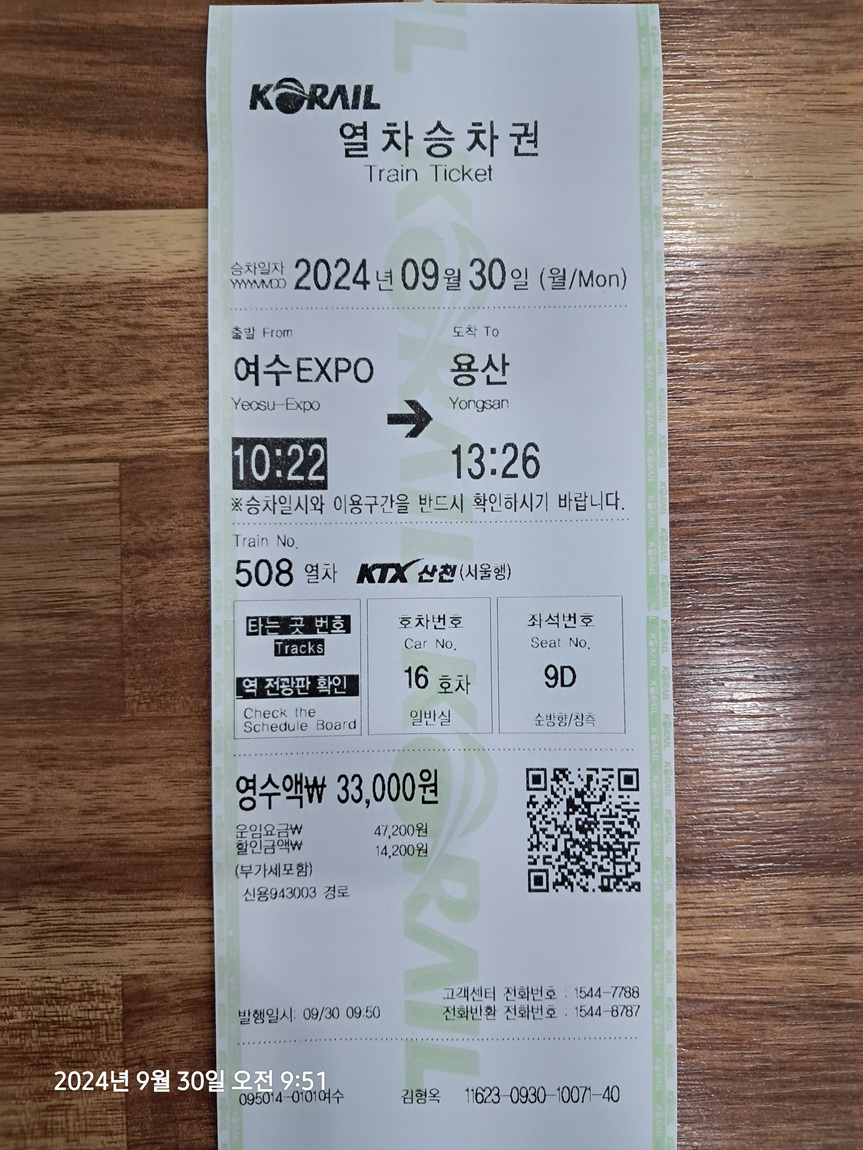 KORAIL
열차승차권
Train Ticket
승차일자
YYYYMMDD
2024년 09월 30일 (월/Mon)
출발 From 도착 To
여수EXPO 용산
Yeosu-Expo Yongsan
10:22 13:26
※승차일시와 이용구간을 반드시 확인하시기 바랍니다.
Train No.
508 열차 KTX 산천(서울행)
타는 곳 번호 호차번호 좌석번호
Tracks Car No. Seat No.
역 전광판 확인 16 호차 9D
Check the
Schedule Board 일반실 순방향/창측
영수액₩ 33,000원
운임요금₩ 47,200원
할인금액₩ 14,200원
(부가세포함)
신용943003 경로
고객센터 전화번호 : 1544-7788
발행일시: 09/30 09:50 전화반환 전화번호 : 1544-8787
2024년 9월 30일 오전 9:51
095014-01010여수 김형옥 11623-0930-10071-40